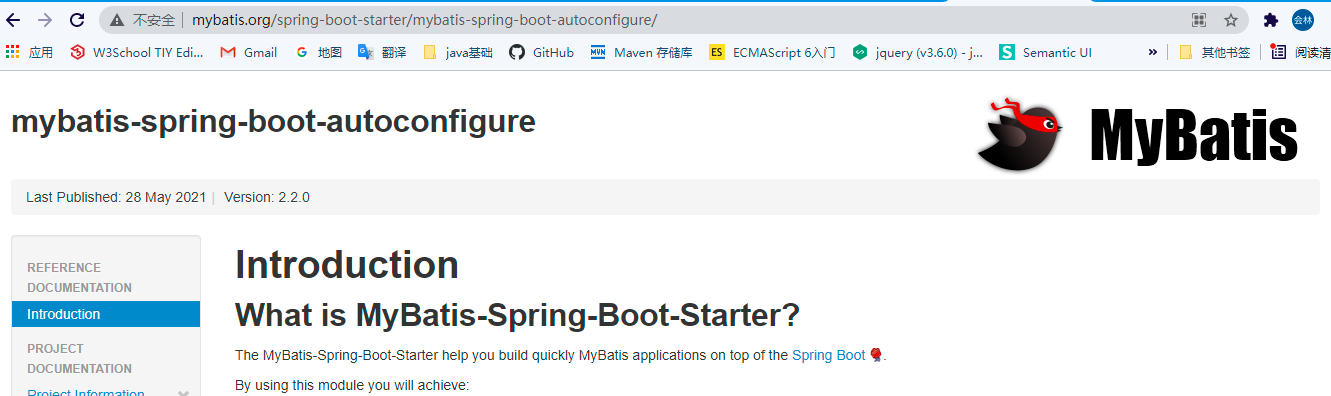 不安全 | mybatis.org/spring-boot-starter/mybatis-spring-boot-autoconfigure/
会林
应用 W3School TIY Edi... Gmail 地图 翻译 java基础 GitHub Maven 存储库 ECMAScript 6入门 jquery (v3.6.0) - j... Semantic UI » 其他书签 阅读清
mybatis-spring-boot-autoconfigure
MyBatis
Last Published: 28 May 2021 | Version: 2.2.0
REFERENCE
DOCUMENTATION
Introduction
PROJECT
DOCUMENTATION
Project Information
Introduction
What is MyBatis-Spring-Boot-Starter?
The MyBatis-Spring-Boot-Starter help you build quickly MyBatis applications on top of the Spring Boot .
By using this module you will achieve: